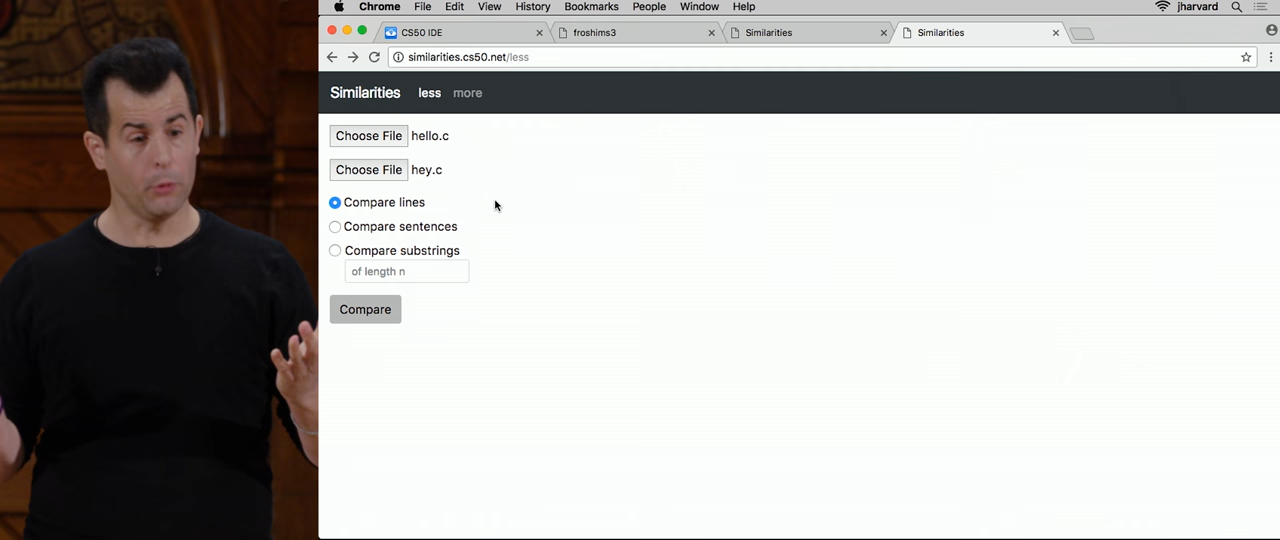 Chrome File Edit View History Bookmarks People Window Help jharvard
CS50 IDE froshims3 Similarities Similarities
similarities.cs50.net/less
Similarities less more
Choose File hello.c
Choose File hey.c
Compare lines
Compare sentences
Compare substrings
of length n
Compare